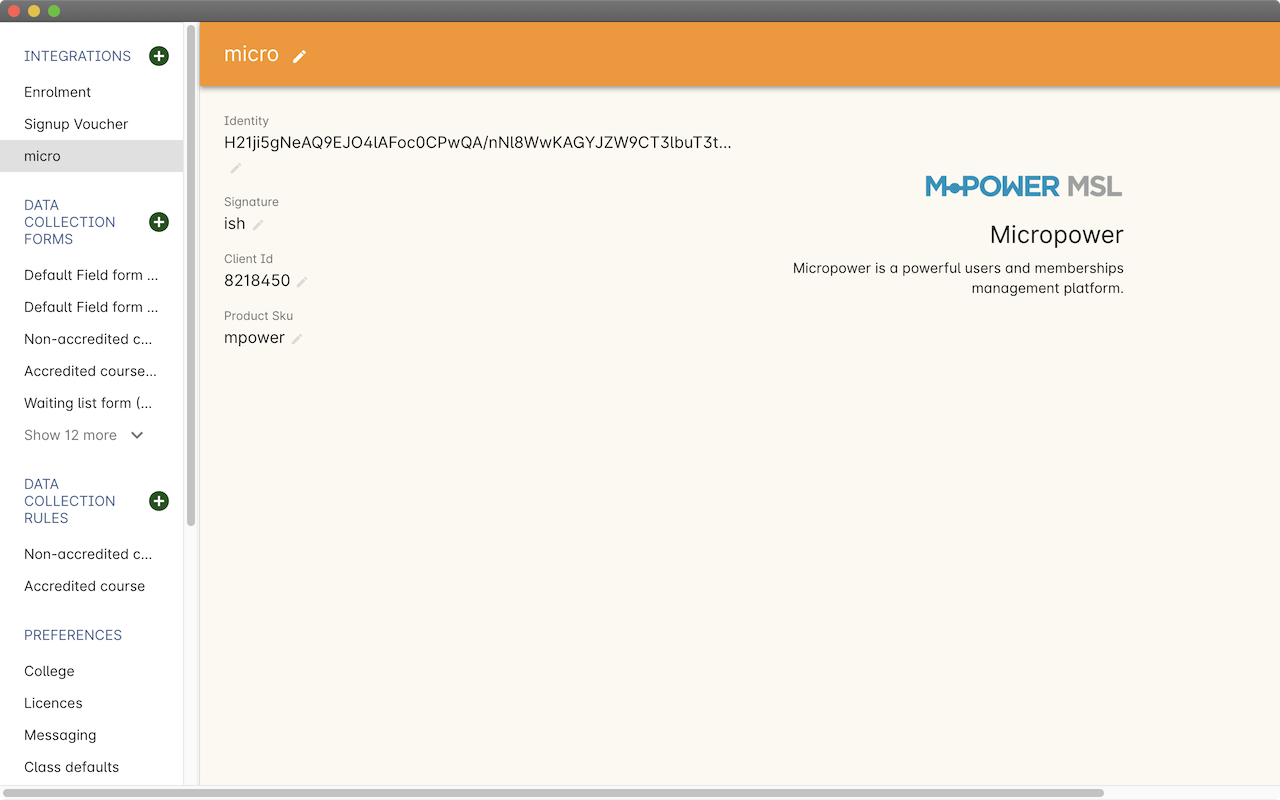 INTEGRATIONS
Enrolment
Signup Voucher
micro
DATA
COLLECTION
FORMS
Default Field form ...
Default Field form ...
Non-accredited c...
Accredited course...
Waiting list form (...
Show 12 more
DATA
COLLECTION
RULES
Non-accredited c...
Accredited course
PREFERENCES
College
Licences
Messaging
Class defaults
micro
Identity
H21ji5gNeAQ9EJO4lAFoc0CPwQA/nNl8WwKAGYJZW9CT3lbuT3t...
Signature
ish
Client Id
8218450
Product Sku
mpower
M-POWER MSL
Micropower
Micropower is a powerful users and memberships
management platform.